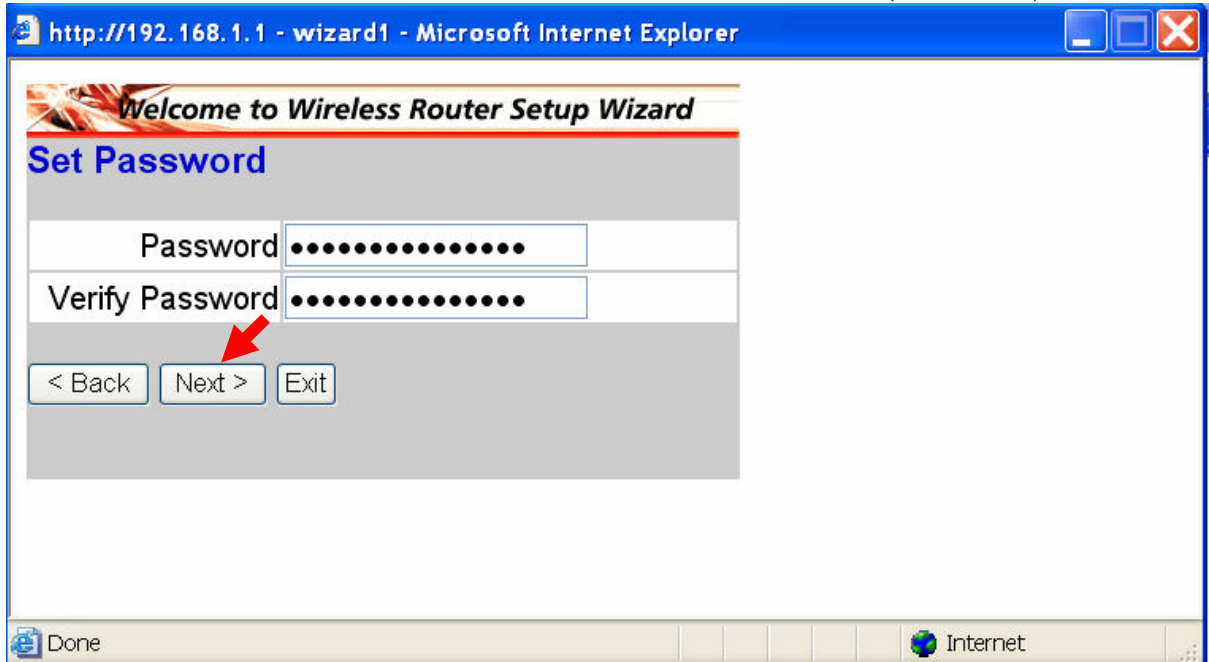 http://192.168.1.1 - wizard1 - Microsoft Internet Explorer
Welcome to Wireless Router Setup Wizard
Set Password
Password ●●●●●●●●●●●●●●●
Verify Password ●●●●●●●●●●●●●●●
< Back Next > Exit
Done Internet